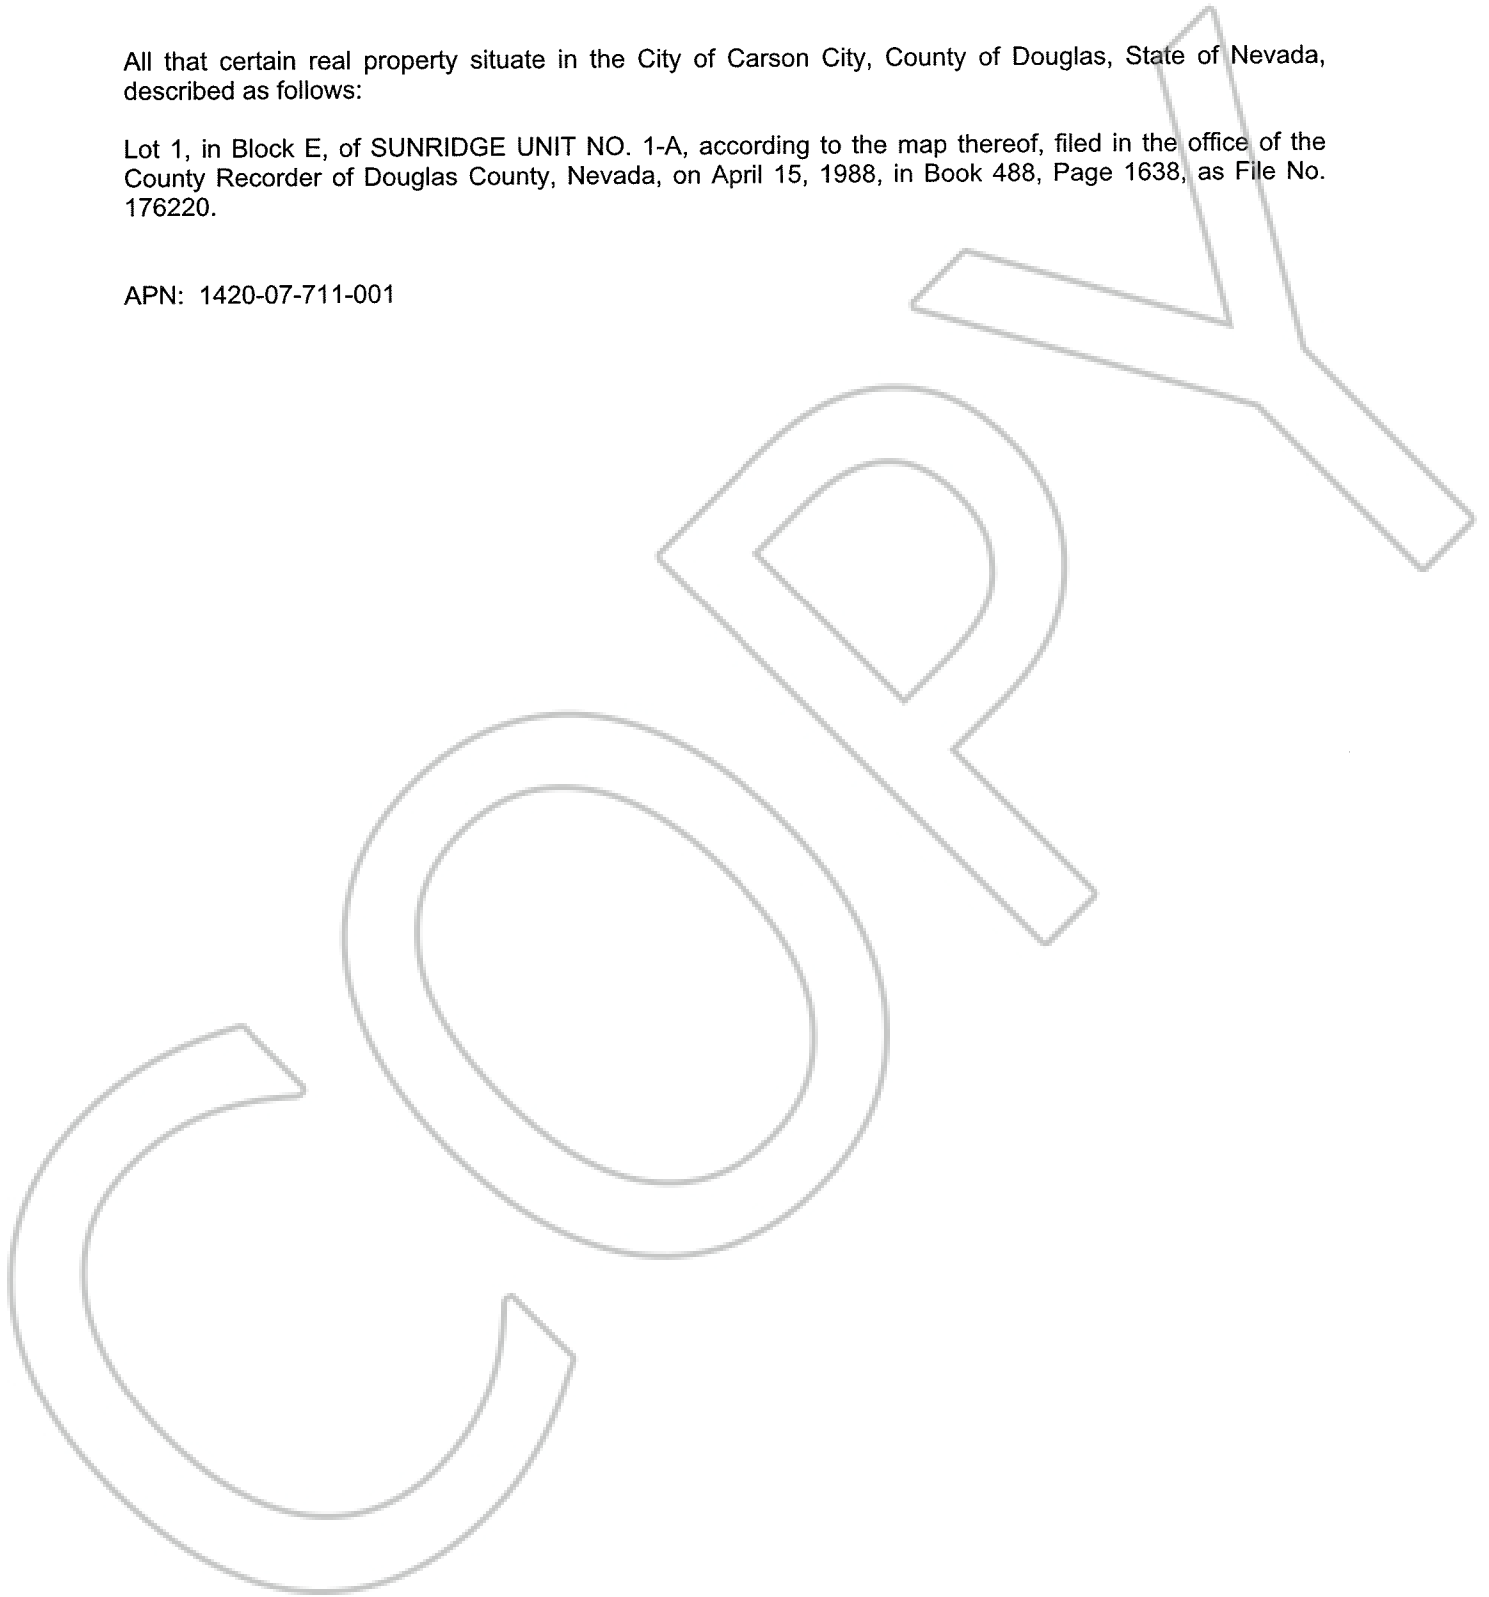 All that certain real property situate in the City of Carson City, County of Douglas, State of Nevada,
described as follows:
Lot 1, in Block E, of SUNRIDGE UNIT NO. 1-A, according to the map thereof, filed in the office of the
County Recorder of Douglas County, Nevada, on April 15, 1988, in Book 488, Page 1638, as File No.
176220.
APN: 1420-07-711-001
COPY